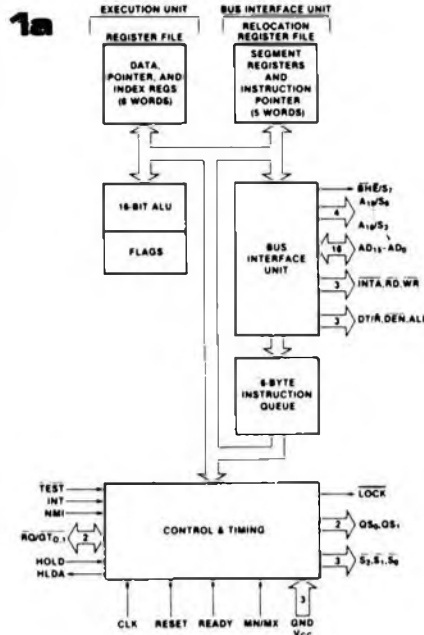 1a
EXECUTION UNIT
BUS INTERFACE UNIT
REGISTER FILE
RELOCATION
REGISTER FILE
DATA,
POINTER, AND
INDEX REGS
(8 WORDS)
SEGMENT
REGISTERS
AND
INSTRUCTION
POINTER
(5 WORDS)
16-BIT ALU
FLAGS
BUS
INTERFACE
UNIT
BHE/S7
4
A19/S6
A16/S3
16
AD15-AD0
3
INTA, RD, WR
3
DT/R, DEN, ALE
6-BYTE
INSTRUCTION
QUEUE
TEST
INT
NMI
RQ/GT0,1
2
HOLD
HLDA
CONTROL & TIMING
LOCK
2
QS0, QS1
3
S2, S1, S0
CLK
RESET
READY
MN/MX
3
GND
VCC